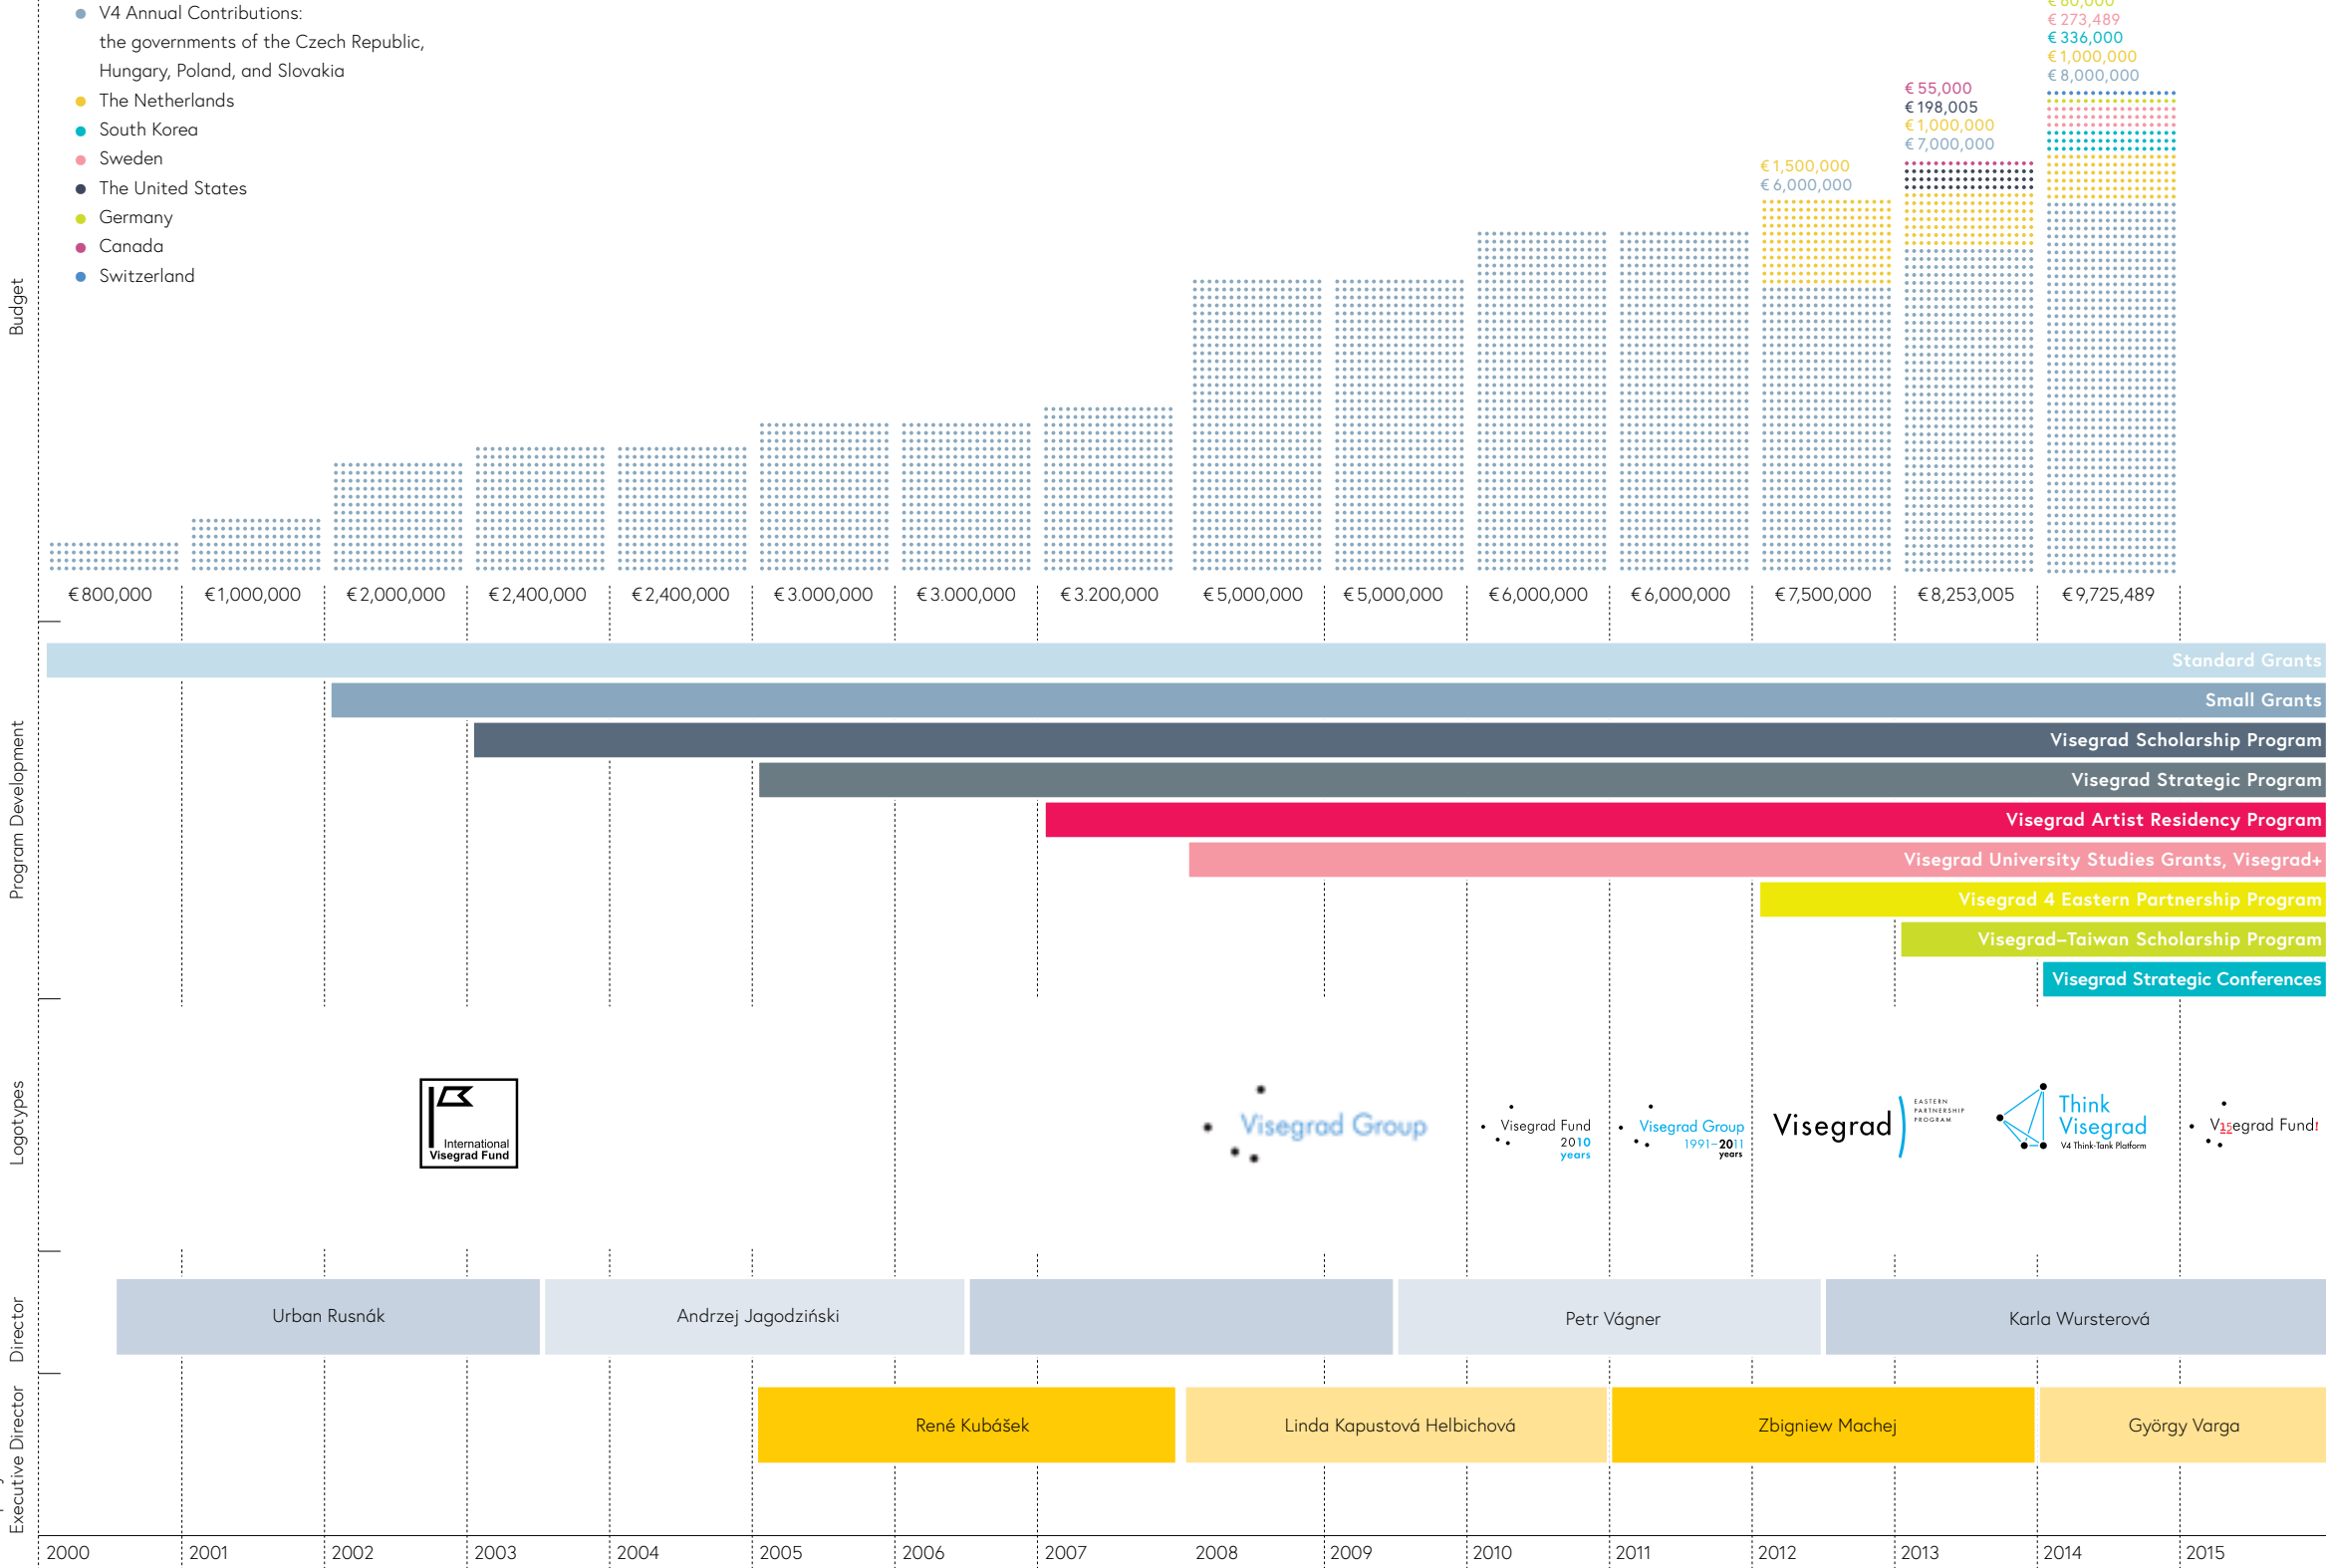 V4 Annual Contributions:
the governments of the Czech Republic,
Hungary, Poland, and Slovakia
The Netherlands
South Korea
Sweden
The United States
Germany
Canada
Switzerland
Budget
€ 1,500,000
€ 6,000,000
€ 55,000
€ 198,005
€ 1,000,000
€ 7,000,000
€ 273,489
€ 336,000
€ 1,000,000
€ 8,000,000
€ 800,000
€ 1,000,000
€ 2,000,000
€ 2,400,000
€ 2,400,000
€ 3.000,000
€ 3.000,000
€ 3.200,000
€ 5,000,000
€ 5,000,000
€ 6,000,000
€ 6,000,000
€ 7,500,000
€ 8,253,005
€ 9,725,489
Program Development
Standard Grants
Small Grants
Visegrad Scholarship Program
Visegrad Strategic Program
Visegrad Artist Residency Program
Visegrad University Studies Grants, Visegrad+
Visegrad 4 Eastern Partnership Program
Visegrad–Taiwan Scholarship Program
Visegrad Strategic Conferences
Logotypes
International
Visegrad Fund
Visegrad Group
Visegrad Fund
2010
years
Visegrad Group
1991–2011
years
Visegrad
EASTERN
PARTNERSHIP
PROGRAM
Think
Visegrad
V4 Think-Tank Platform
V15egrad Fund!
Director
Urban Rusnák
Andrzej Jagodziński
Petr Vágner
Karla Wursterová
Executive Director
René Kubášek
Linda Kapustová Helbichová
Zbigniew Machej
György Varga
2000
2001
2002
2003
2004
2005
2006
2007
2008
2009
2010
2011
2012
2013
2014
2015